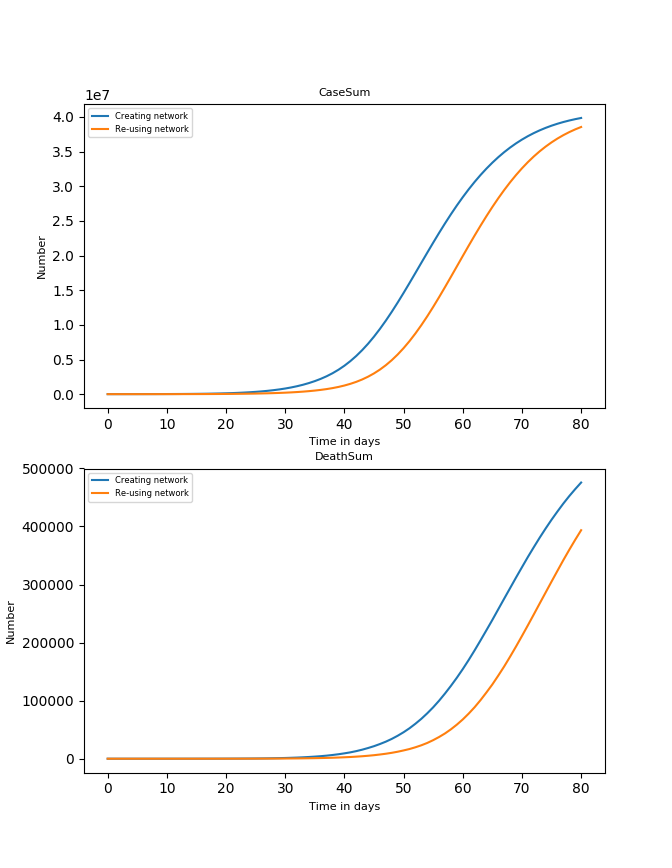 CaseSum
1e7
Creating network
Re-using network
4.0
3.5
3.0
2.5
2.0
1.5
1.0
0.5
0.0
Number
0 10 20 30 40 50 60 70 80
Time in days
DeathSum
Creating network
Re-using network
500000
400000
300000
200000
100000
0
Number
0 10 20 30 40 50 60 70 80
Time in days